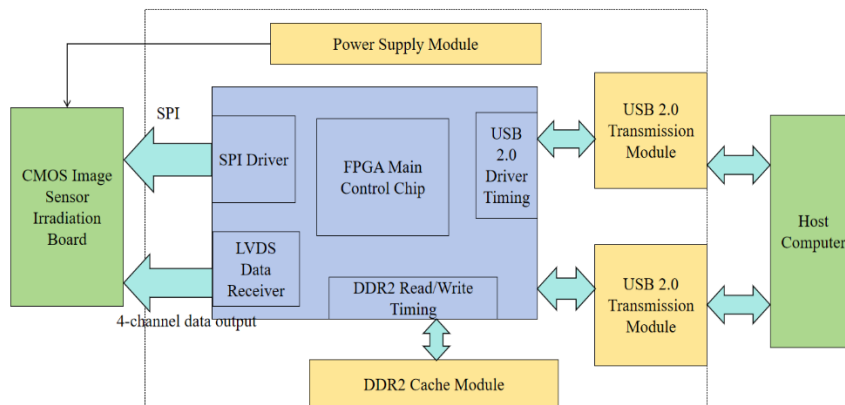 Power Supply Module
SPI
CMOS Image
Sensor
Irradiation
Board
SPI Driver
FPGA Main
Control Chip
USB
2.0
Driver
Timing
USB 2.0
Transmission
Module
Host
Computer
LVDS
Data
Receiver
DDR2 Read/Write
Timing
USB 2.0
Transmission
Module
4-channel data output
DDR2 Cache Module